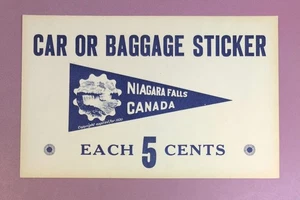 CAR OR BAGGAGE STICKER
NIAGARA FALLS
CANADA
EACH 5 CENTS